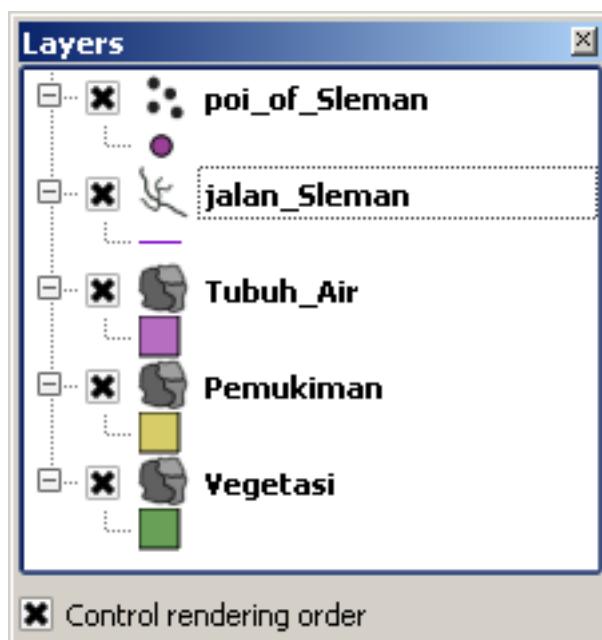 Layers
poi_of_Sleman
jalan_Sleman
Tubuh_Air
Pemukiman
Vegetasi
Control rendering order